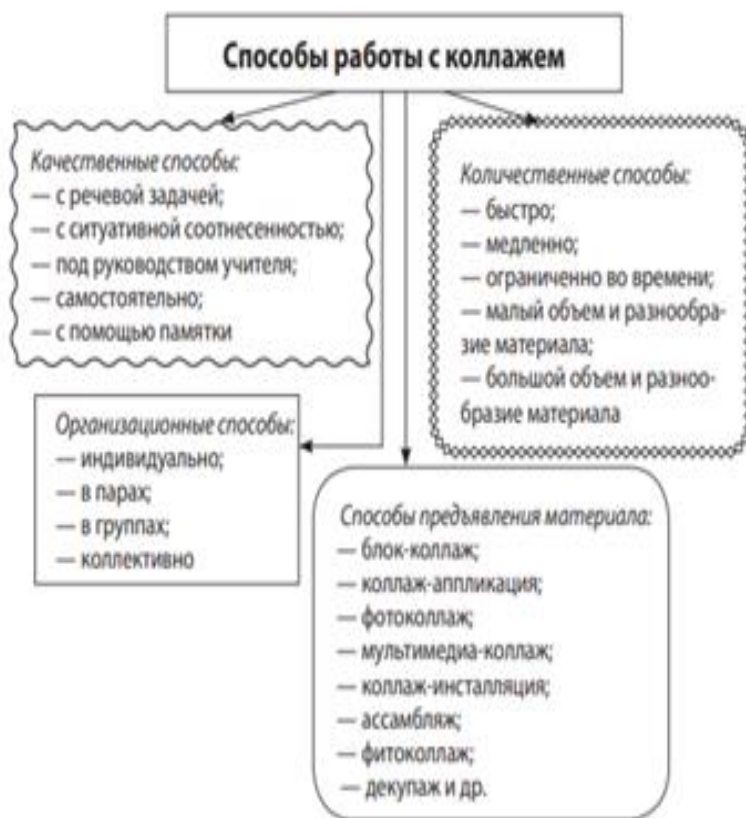 Способы работы с коллажем
Качественные способы:
— с речевой задачей;
— с ситуативной соотнесенностью;
— под руководством учителя;
— самостоятельно;
— с помощью памятки
Количественные способы:
— быстро;
— медленно;
— ограниченно во времени;
— малый объем и разнообра-
зие материала;
— большой объем и разноо-
бразие материала
Организационные способы:
— индивидуально;
— в парах;
— в группах;
— коллективно
Способы предъявления материала:
— блок-коллаж;
— коллаж-аппликация;
— фотоколлаж;
— мультимедиа-коллаж;
— коллаж-инсталляция;
— ассамбляж;
— фитоколлаж;
— декупаж и др.